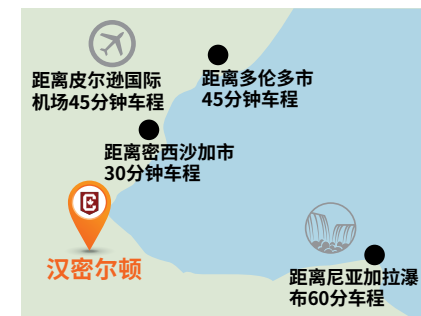 距离皮尔逊国际
机场45分钟车程
距离多伦多市
45分钟车程
距离密西沙加市
30分钟车程
汉密尔顿
距离尼亚加拉瀑
布60分车程